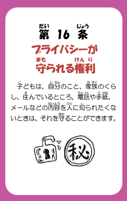 第16条
プライバシーが
守られる権利
子どもは、自分のこと、家族のくら
し、住んでいるところ、電話や手紙、
メールなどの内容を人に知られたくな
いときは、それを守ることができます。
秘